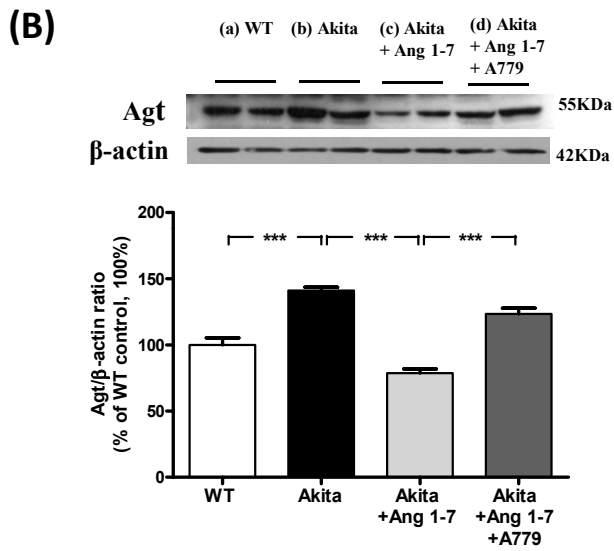 (B)
(a) WT (b) Akita (c) Akita (d) Akita
+ Ang 1-7 + Ang 1-7
+ A779
Agt 55KDa
β-actin 42KDa
200
150
100
50
0
Agt/β-actin ratio
(% of WT control, 100%)
*** *** ***
WT Akita Akita Akita
+Ang 1-7 +Ang 1-7
+A779